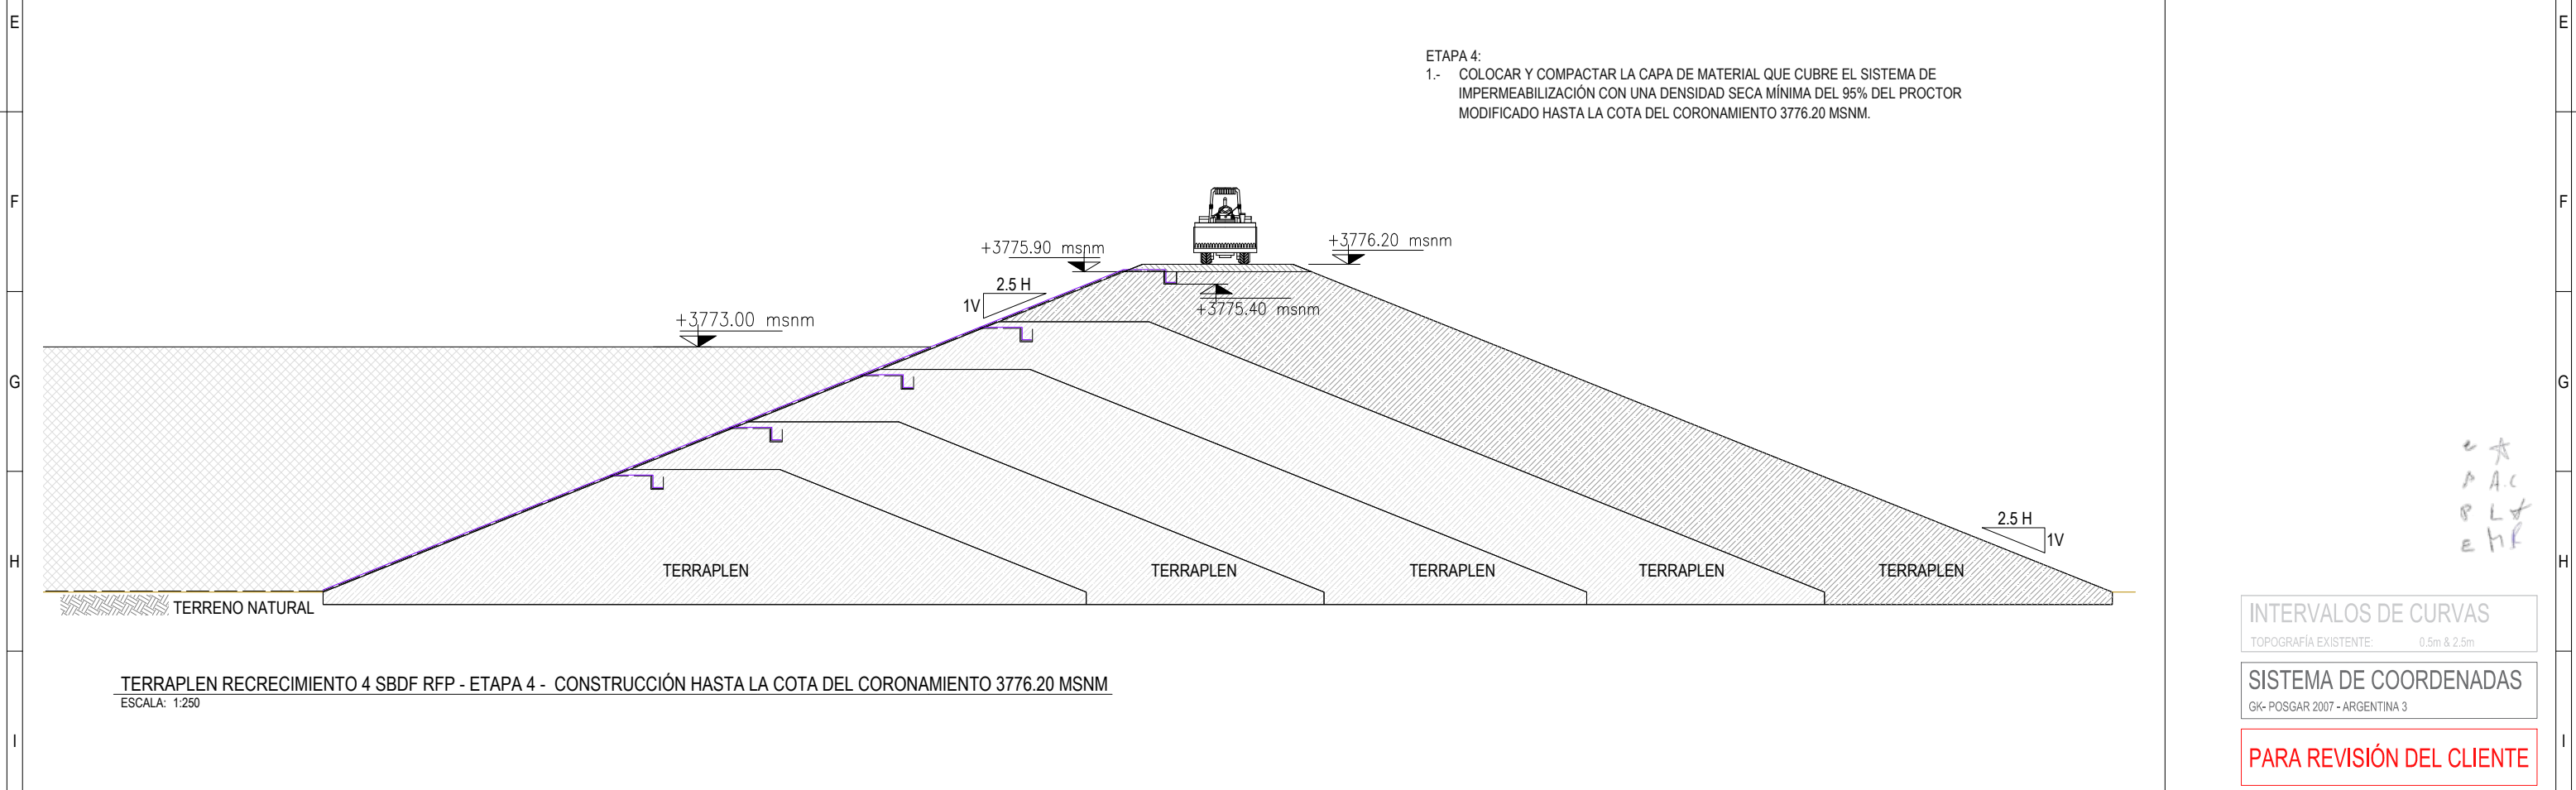 E
E
ETAPA 4:
1.- COLOCAR Y COMPACTAR LA CAPA DE MATERIAL QUE CUBRE EL SISTEMA DE
IMPERMEABILIZACIÓN CON UNA DENSIDAD SECA MÍNIMA DEL 95% DEL PROCTOR
MODIFICADO HASTA LA COTA DEL CORONAMIENTO 3776.20 MSNM.
F
F
+3775.90 msnm
+3776.20 msnm
2.5 H
1V
+3775.40 msnm
+3773.00 msnm
G
G
A.C
2.5 H
1V
H
H
TERRAPLEN
TERRAPLEN
TERRAPLEN
TERRAPLEN
TERRAPLEN
TERRENO NATURAL
INTERVALOS DE CURVAS
TOPOGRAFÍA EXISTENTE: 0.5m & 2.5m
TERRAPLEN RECRECIMIENTO 4 SBDF RFP - ETAPA 4 - CONSTRUCCIÓN HASTA LA COTA DEL CORONAMIENTO 3776.20 MSNM
ESCALA: 1:250
SISTEMA DE COORDENADAS
GK- POSGAR 2007 - ARGENTINA 3
I
I
PARA REVISIÓN DEL CLIENTE